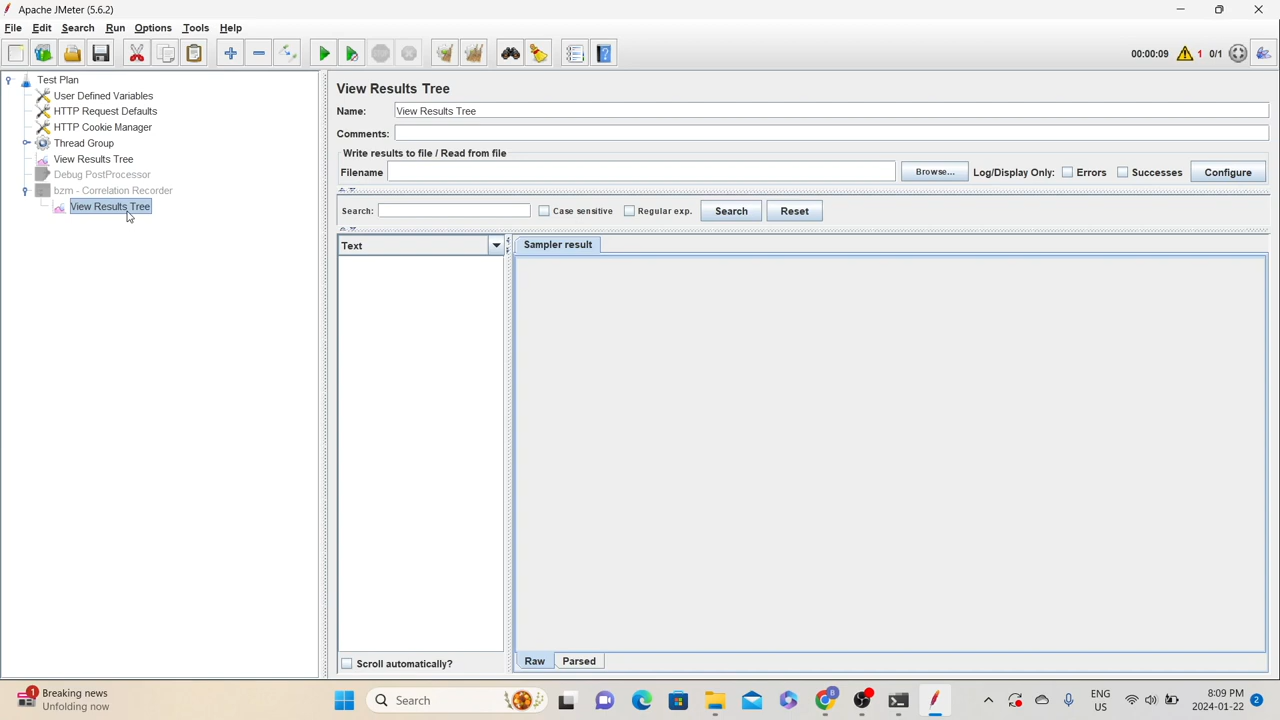 Apache JMeter (5.6.2)
File Edit Search Run Options Tools Help
00:00:09 1 0/1
Test Plan
User Defined Variables
HTTP Request Defaults
HTTP Cookie Manager
Thread Group
View Results Tree
Debug PostProcessor
bzm - Correlation Recorder
View Results Tree
View Results Tree
Name: View Results Tree
Comments:
Write results to file / Read from file
Filename Browse... Log/Display Only: Errors Successes Configure
Search: Case sensitive Regular exp. Search Reset
Text
Sampler result
Scroll automatically?
Raw Parsed
1 Breaking news
Unfolding now
Search
ENG
US
8:09 PM
2024-01-22
2